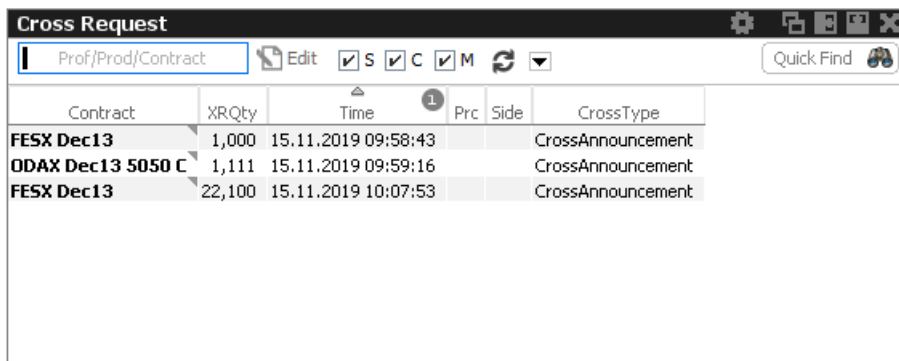 Cross Request
Prof/Prod/Contract Edit S C M Quick Find
Contract XRQty Time 1 Prc Side CrossType
FESX Dec13 1,000 15.11.2019 09:58:43 CrossAnnouncement
ODAX Dec13 5050 C 1,111 15.11.2019 09:59:16 CrossAnnouncement
FESX Dec13 22,100 15.11.2019 10:07:53 CrossAnnouncement